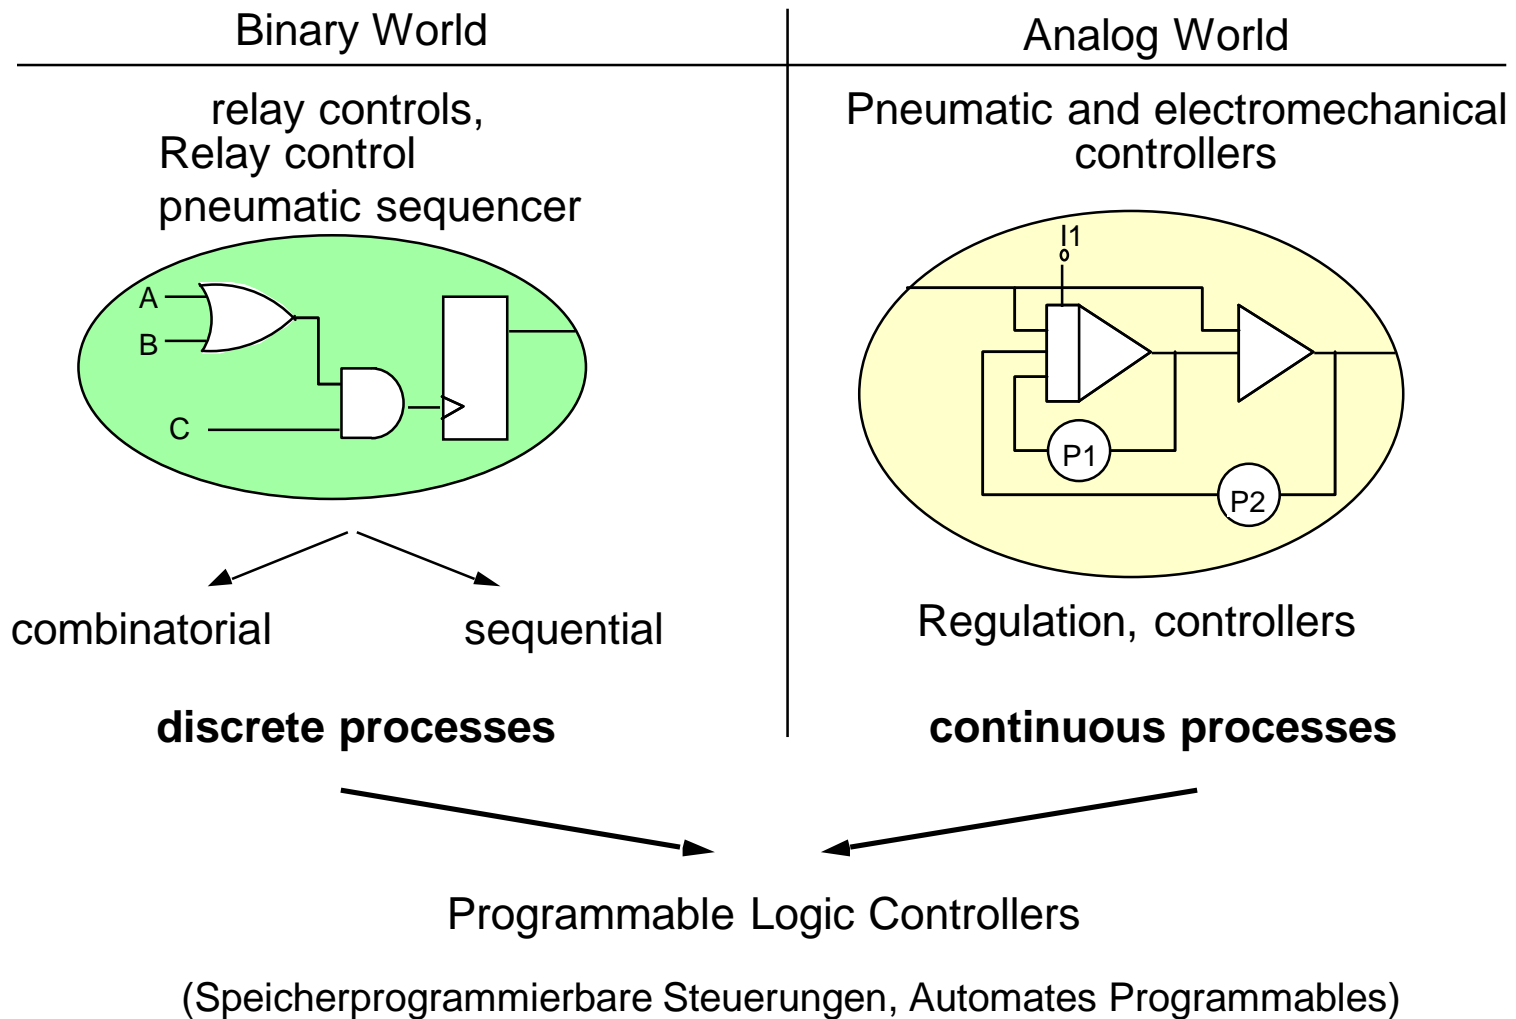 Binary World
Analog World
relay controls,
Relay control
pneumatic sequencer
Pneumatic and electromechanical
controllers
A
B
C
I1
P1
P2
combinatorial
sequential
Regulation, controllers
discrete processes
continuous processes
Programmable Logic Controllers
(Speicherprogrammierbare Steuerungen, Automates Programmables)